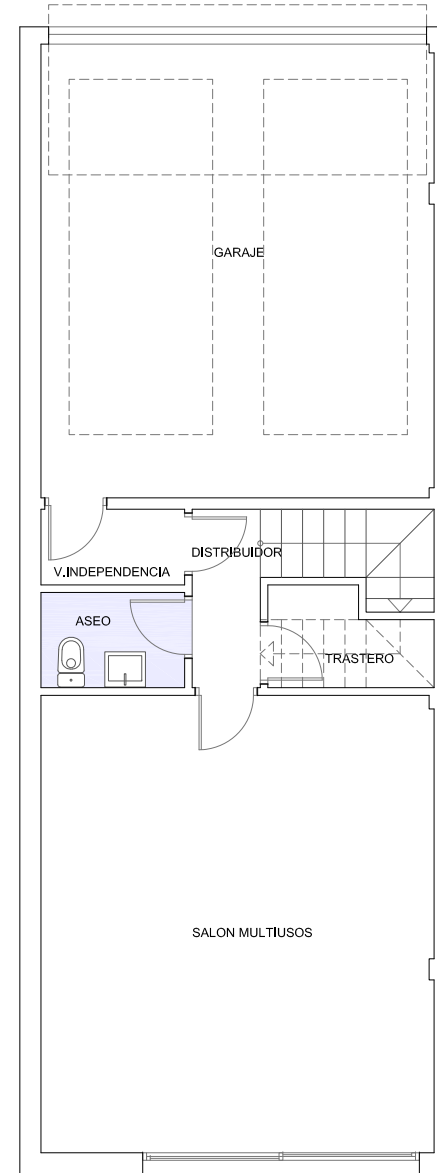 GARAJE
DISTRIBUIDOR
V.INDEPENDENCIA
ASEO
TRASTERO
SALON MULTIUSOS